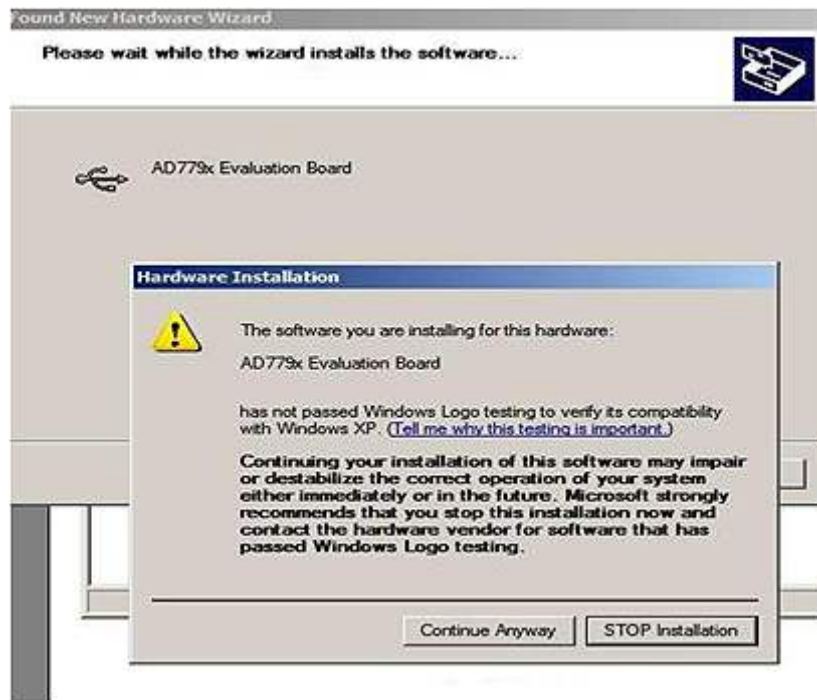 Found New Hardware Wizard
Please wait while the wizard installs the software...
AD779x Evaluation Board
Hardware Installation
The software you are installing for this hardware:
AD779x Evaluation Board
has not passed Windows Logo testing to verify its compatibility
with Windows XP. (Tell me why this testing is important.)
Continuing your installation of this software may impair
or destabilize the correct operation of your system
either immediately or in the future. Microsoft strongly
recommends that you stop this installation now and
contact the hardware vendor for software that has
passed Windows Logo testing.
Continue Anyway STOP Installation